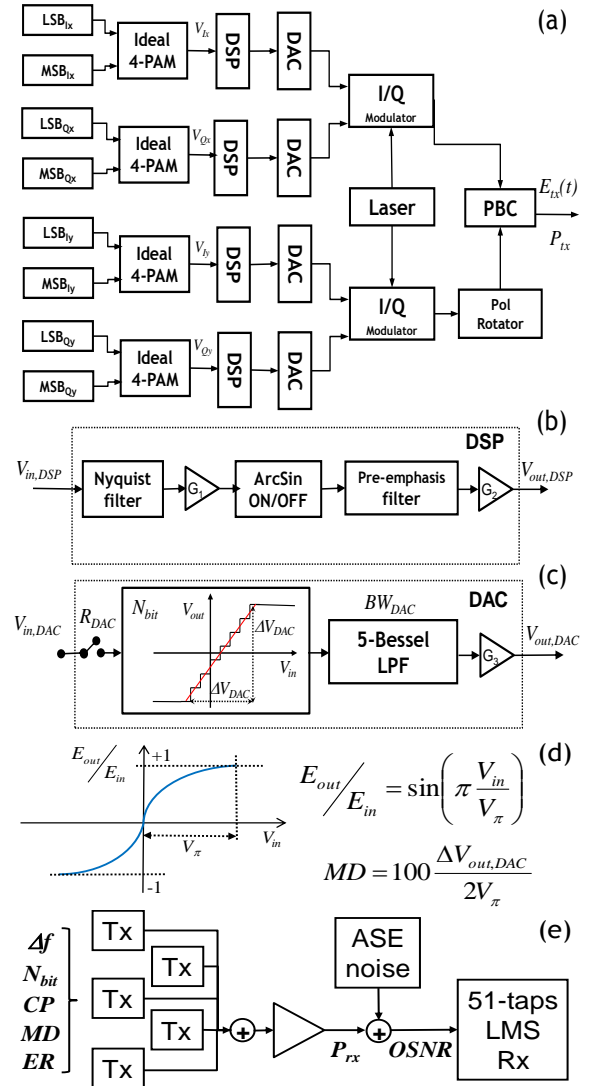 (a)
LSB_Ix
MSB_Ix
Ideal 4-PAM
V_Ix
DSP
DAC
LSB_Qx
MSB_Qx
Ideal 4-PAM
V_Qx
DSP
DAC
LSB_Iy
MSB_Iy
Ideal 4-PAM
V_Iy
DSP
DAC
LSB_Qy
MSB_Qy
Ideal 4-PAM
V_Qy
DSP
DAC
I/Q Modulator
Laser
I/Q Modulator
PBC
Pol Rotator
E_tx(t)
P_tx
(b)
DSP
V_in,DSP
Nyquist filter
G_1
ArcSin ON/OFF
Pre-emphasis filter
G_2
V_out,DSP
(c)
DAC
V_in,DAC
R_DAC
N_bit
V_out
ΔV_DAC
V_in
ΔV_DAC
BW_DAC
5-Bessel LPF
G_3
V_out,DAC
(d)
E_out/E_in
+1
V_π
V_in
-1
E_out/E_in = sin(π V_in/V_π)
MD = 100 ΔV_out,DAC/2V_π
(e)
Δf
N_bit
CP
MD
ER
Tx
Tx
Tx
Tx
Tx
+
P_rx
ASE noise
+
OSNR
51-taps LMS Rx